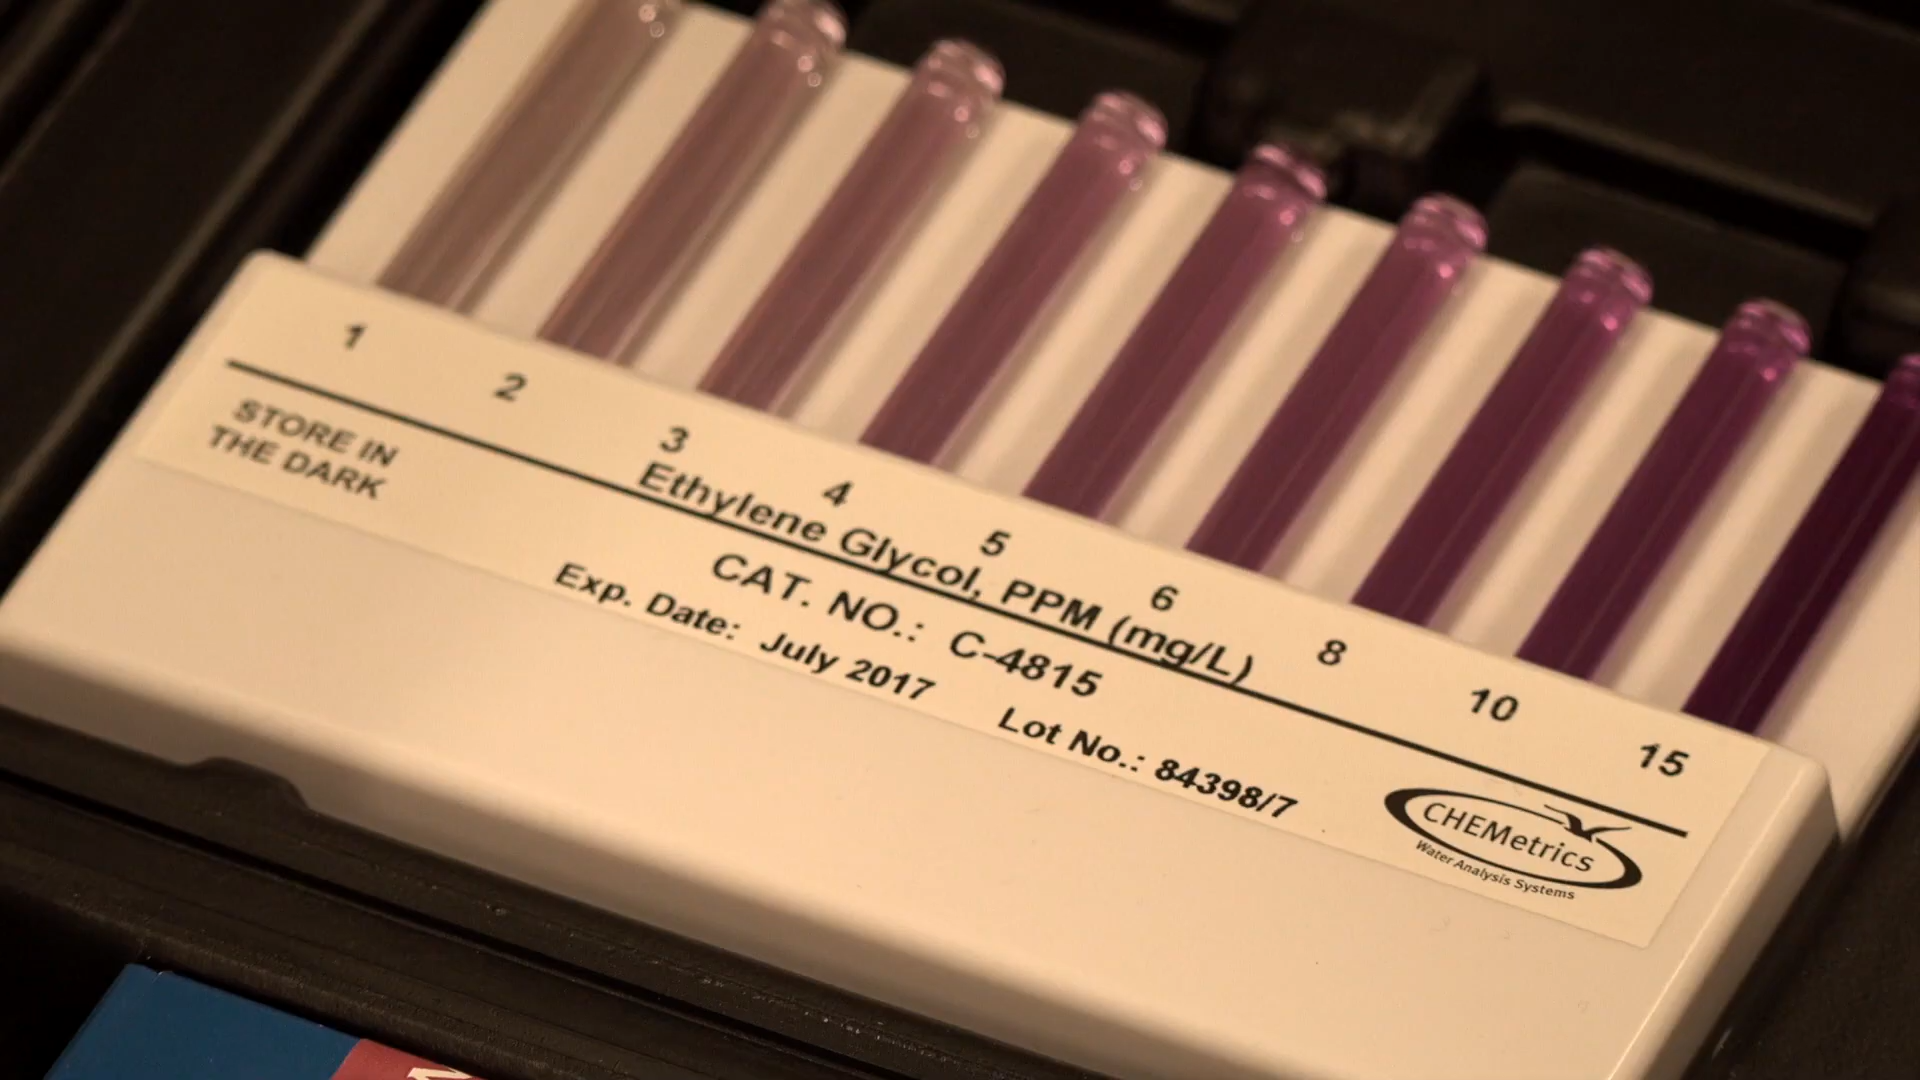 1 2 3 4 5 6 8 10 15
STORE IN
THE DARK
Ethylene Glycol, PPM (mg/L)
CAT. NO.: C-4815
Exp. Date: July 2017 Lot No.: 84398/7
CHEMetrics
Water Analysis Systems